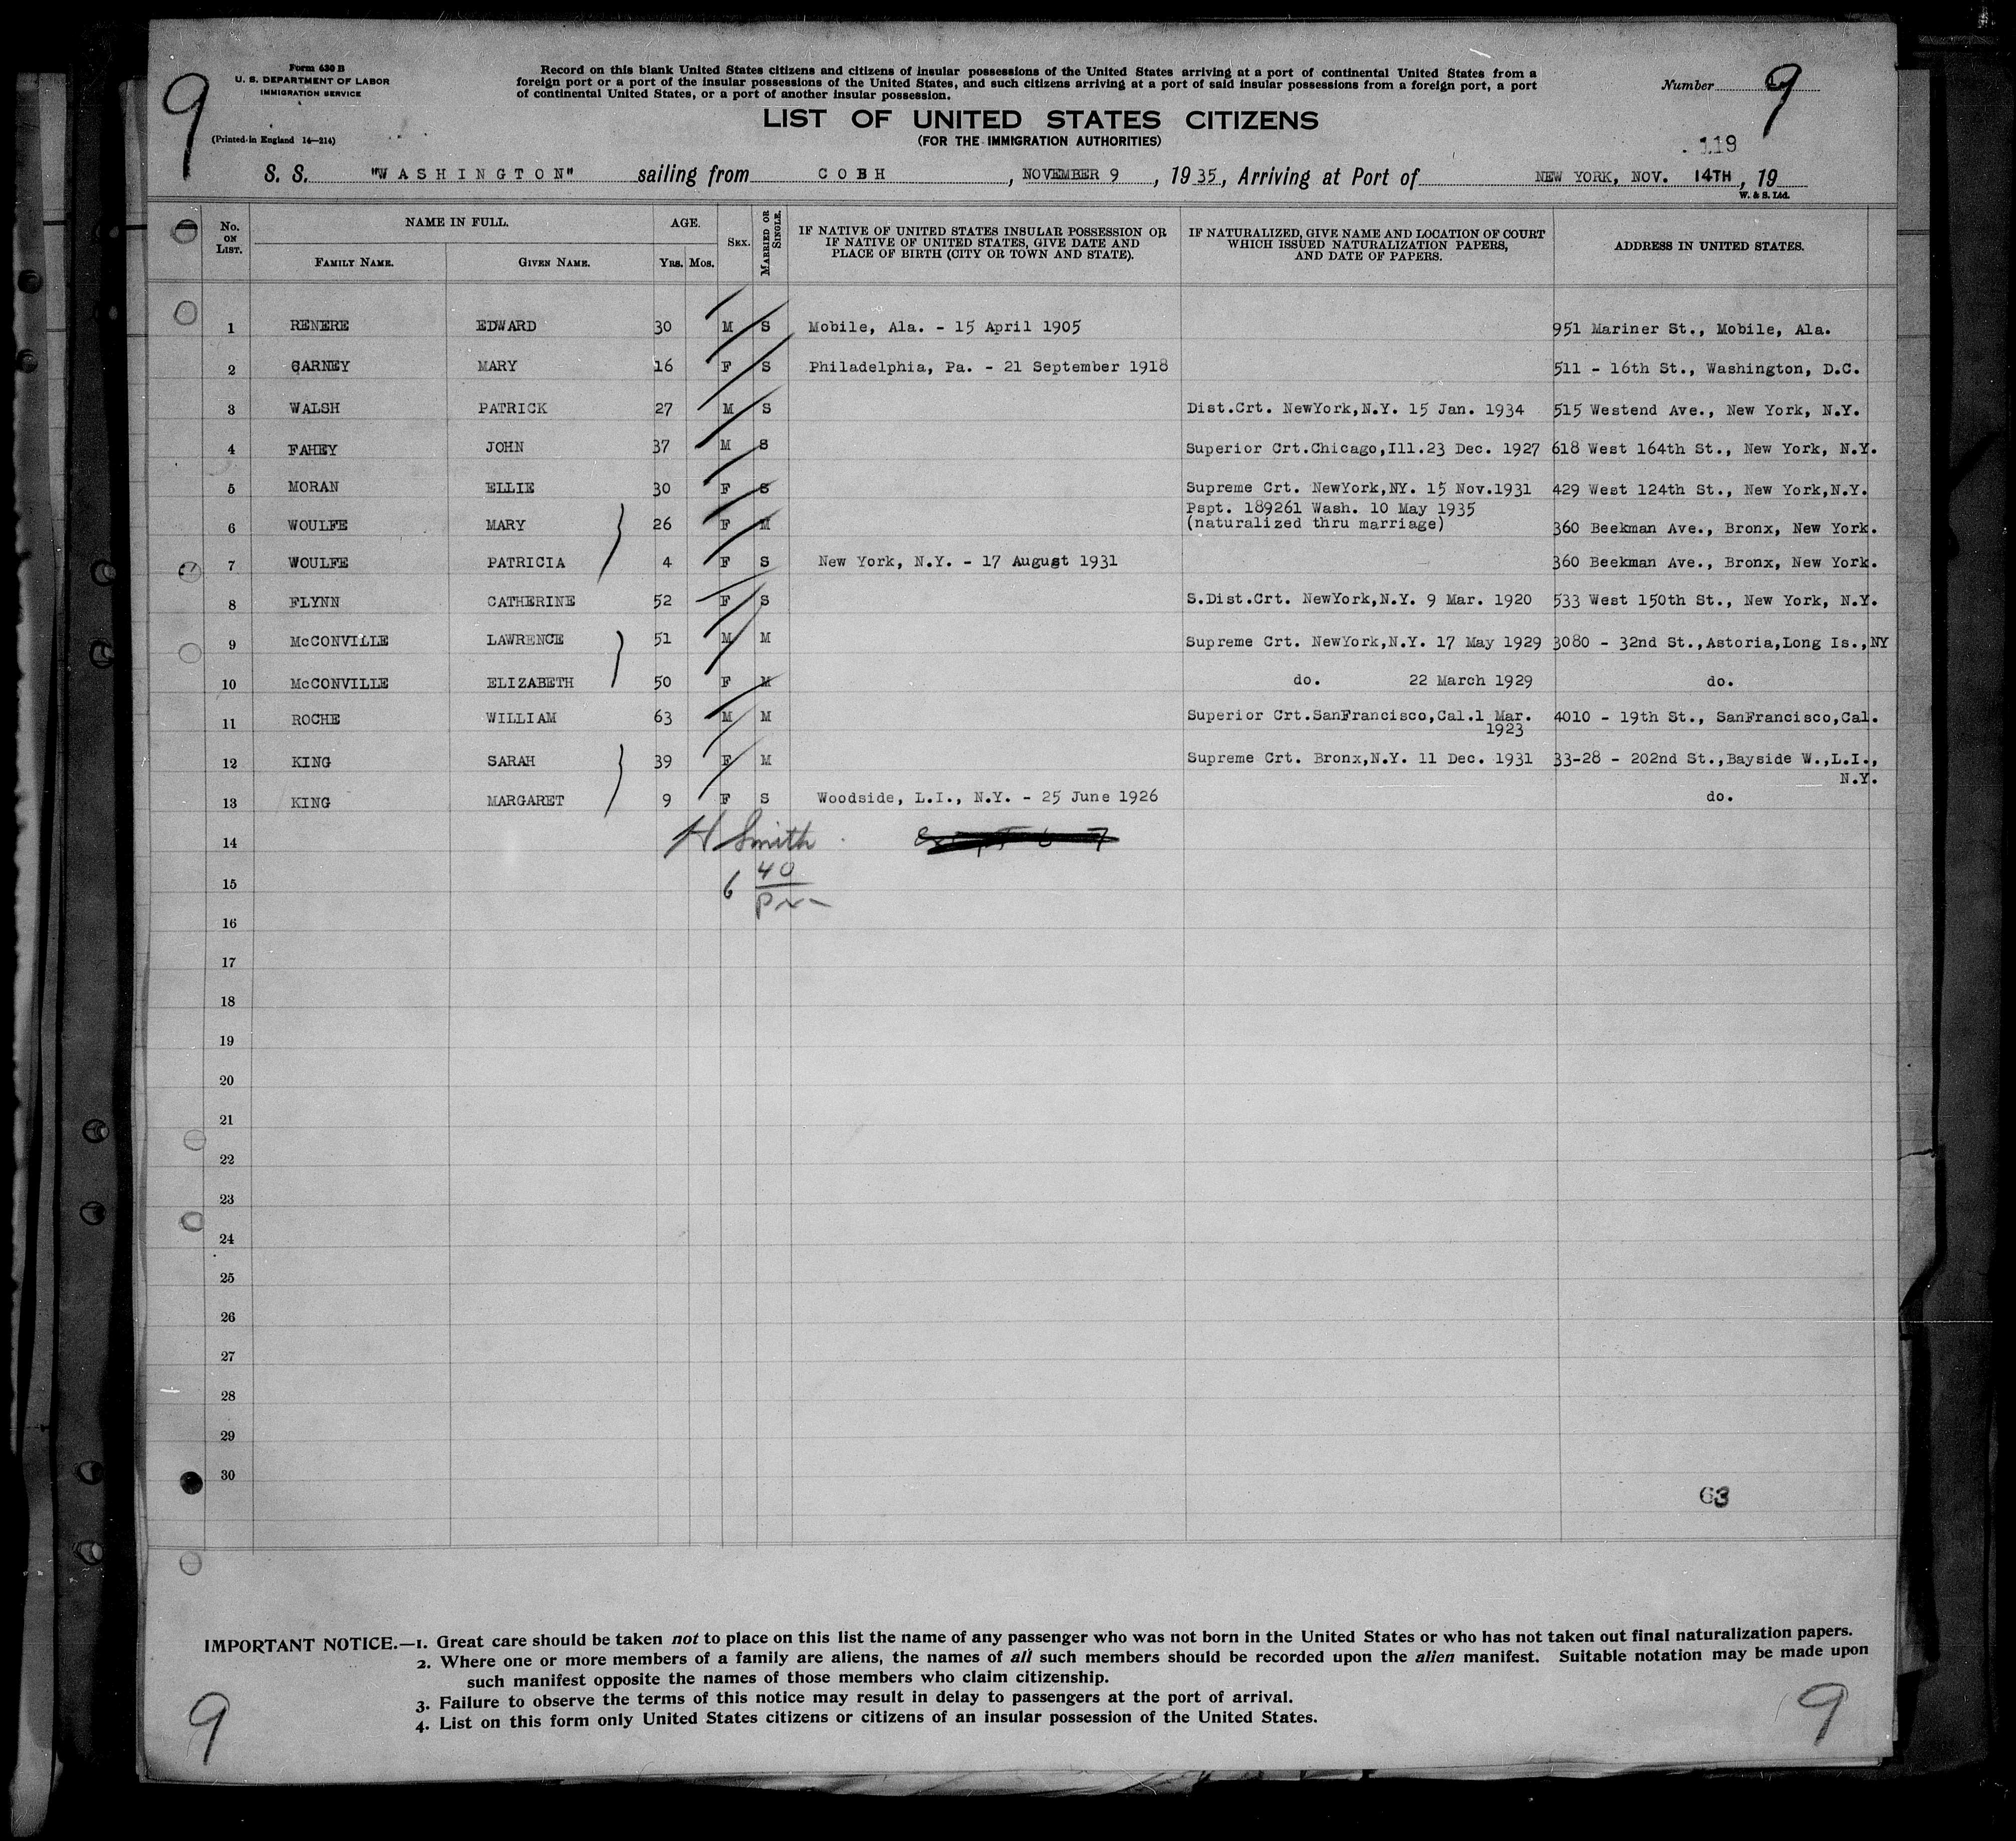 Form 630 B
U. S. DEPARTMENT OF LABOR
IMMIGRATION SERVICE
(Printed in England 14—214)
9
Record on this blank United States citizens and citizens of insular possessions of the United States arriving at a port of continental United States from a
foreign port or a port of the insular possessions of the United States, and such citizens arriving at a port of said insular possessions from a foreign port, a port
of continental United States, or a port of another insular possession.
Number 9
LIST OF UNITED STATES CITIZENS
(FOR THE IMMIGRATION AUTHORITIES)
119
S. S. "WASHINGTON" sailing from COBH, NOVEMBER 9, 1935, Arriving at Port of NEW YORK, NOV. 14TH, 19
W. & S. Ltd.
No. ON LIST. NAME IN FULL. FAMILY NAME. GIVEN NAME. AGE. YRS. MOS. SEX. MARRIED OR SINGLE. IF NATIVE OF UNITED STATES INSULAR POSSESSION OR IF NATIVE OF UNITED STATES, GIVE DATE AND PLACE OF BIRTH (CITY OR TOWN AND STATE). IF NATURALIZED, GIVE NAME AND LOCATION OF COURT WHICH ISSUED NATURALIZATION PAPERS, AND DATE OF PAPERS. ADDRESS IN UNITED STATES.
1 RENERE EDWARD 30 M S Mobile, Ala. - 15 April 1905 951 Mariner St., Mobile, Ala.
2 CARNEY MARY 16 F S Philadelphia, Pa. - 21 September 1918 511 - 16th St., Washington, D.C.
3 WALSH PATRICK 27 M S Dist.Crt. NewYork,N.Y. 15 Jan. 1934 515 Westend Ave., New York, N.Y.
4 FAHEY JOHN 37 M S Superior Crt.Chicago,Ill.23 Dec. 1927 618 West 164th St., New York, N.Y.
5 MORAN ELLIE 30 F S Supreme Crt. NewYork,NY. 15 Nov.1931 429 West 124th St., New York,N.Y.
6 WOULFE MARY 26 F M Pspt. 189261 Wash. 10 May 1935 (naturalized thru marriage) 360 Beekman Ave., Bronx, New York.
7 WOULFE PATRICIA 4 F S New York, N.Y. - 17 August 1931 360 Beekman Ave., Bronx, New York.
8 FLYNN CATHERINE 52 F S S.Dist.Crt. NewYork,N.Y. 9 Mar. 1920 533 West 150th St., New York, N.Y.
9 McCONVILLE LAWRENCE 51 M M Supreme Crt. NewYork,N.Y. 17 May 1929 3080 - 32nd St.,Astoria,Long Is.,NY
10 McCONVILLE ELIZABETH 50 F M do. 22 March 1929 do.
11 ROCHE WILLIAM 63 M M Superior Crt.SanFrancisco,Cal.1 Mar. 1923 4010 - 19th St., SanFrancisco,Cal.
12 KING SARAH 39 F M Supreme Crt. Bronx,N.Y. 11 Dec. 1931 33-28 - 202nd St.,Bayside W.,L.I., N.Y.
13 KING MARGARET 9 F S Woodside, L.I., N.Y. - 25 June 1926 do.
H Smith
14
6 40
15
16
17
18
19
20
21
22
23
24
25
26
27
28
29
30
63
IMPORTANT NOTICE.—1. Great care should be taken not to place on this list the name of any passenger who was not born in the United States or who has not taken out final naturalization papers.
2. Where one or more members of a family are aliens, the names of all such members should be recorded upon the alien manifest. Suitable notation may be made upon
such manifest opposite the names of those members who claim citizenship.
3. Failure to observe the terms of this notice may result in delay to passengers at the port of arrival.
4. List on this form only United States citizens or citizens of an insular possession of the United States.
9
9